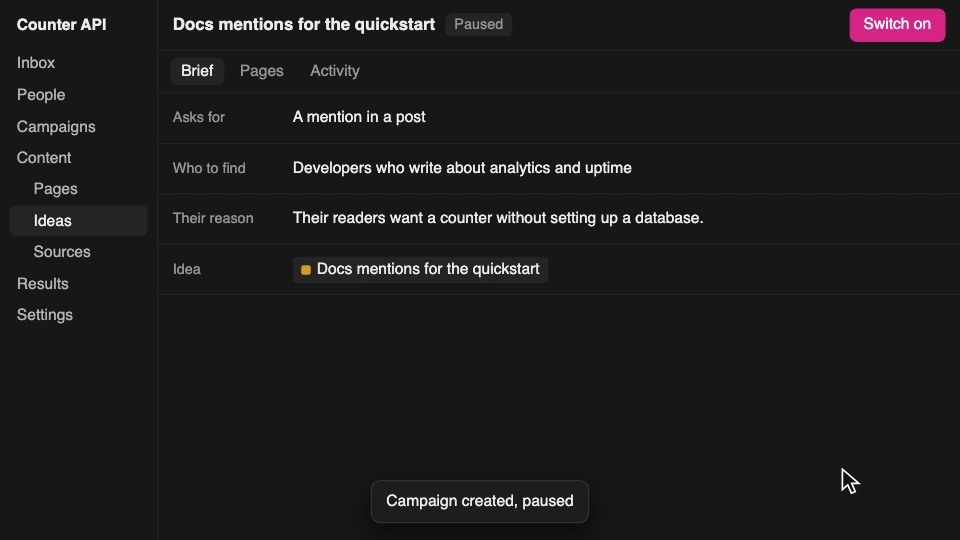 Counter API
Inbox
People
Campaigns
Content
Pages
Ideas
Sources
Results
Settings
Docs mentions for the quickstart Paused
Switch on
Brief Pages Activity
Asks for A mention in a post
Who to find Developers who write about analytics and uptime
Their reason Their readers want a counter without setting up a database.
Idea Docs mentions for the quickstart
Campaign created, paused